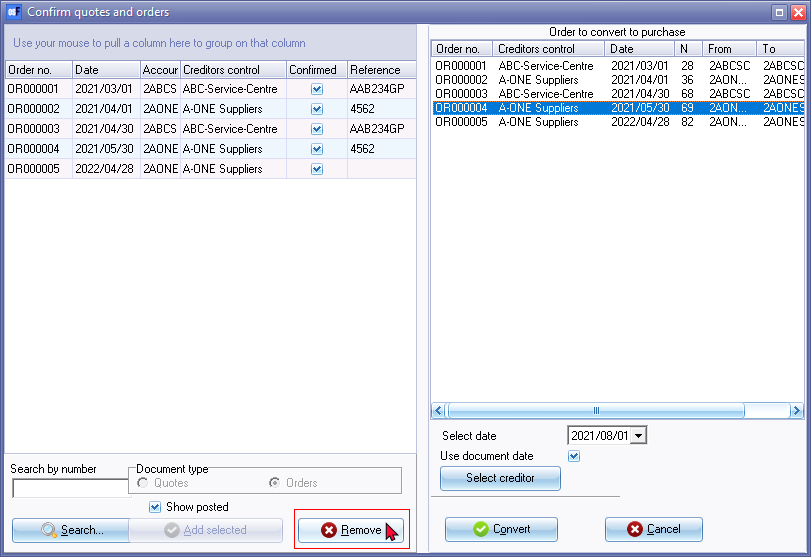 Confirm quotes and orders
Use your mouse to pull a column here to group on that column
Order no. Date Accour Creditors control Confirmed Reference
OR000001 2021/03/01 2ABCS ABC-Service-Centre AAB234GP
OR000002 2021/04/01 2AONE A-ONE Suppliers 4562
OR000003 2021/04/30 2ABCS ABC-Service-Centre AAB234GP
OR000004 2021/05/30 2AONE A-ONE Suppliers 4562
OR000005 2022/04/28 2AONE A-ONE Suppliers
Search by number
Document type
Quotes Orders
Show posted
Search... Add selected Remove
Order to convert to purchase
Order no. Creditors control Date N From To
OR000001 ABC-Service-Centre 2021/03/01 28 2ABCSC 2ABCSC
OR000002 A-ONE Suppliers 2021/04/01 36 2AON... 2AONES
OR000003 ABC-Service-Centre 2021/04/30 68 2ABCSC 2ABCSC
OR000004 A-ONE Suppliers 2021/05/30 69 2AON... 2AONES
OR000005 A-ONE Suppliers 2022/04/28 82 2AON... 2AONES
Select date 2021/08/01
Use document date
Select creditor
Convert Cancel